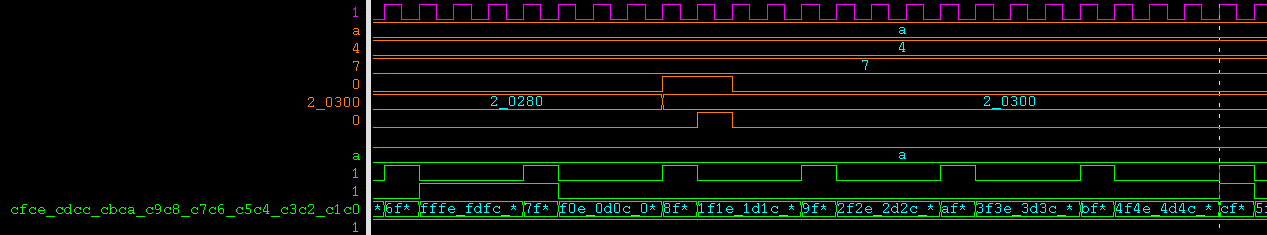 1
a a
4 4
7 7
0
2_0300 2_0280 2_0300
0
a a
1
1
cfce_cdcc_cbca_c9c8_c7c6_c5c4_c3c2_c1c0 * 6f* fffe_fdfc_* 7f* f0e_0d0c_0* 8f* 1f1e_1d1c_* 9f* 2f2e_2d2c_* af* 3f3e_3d3c_* bf* 4f4e_4d4c_* cf* 5f
1